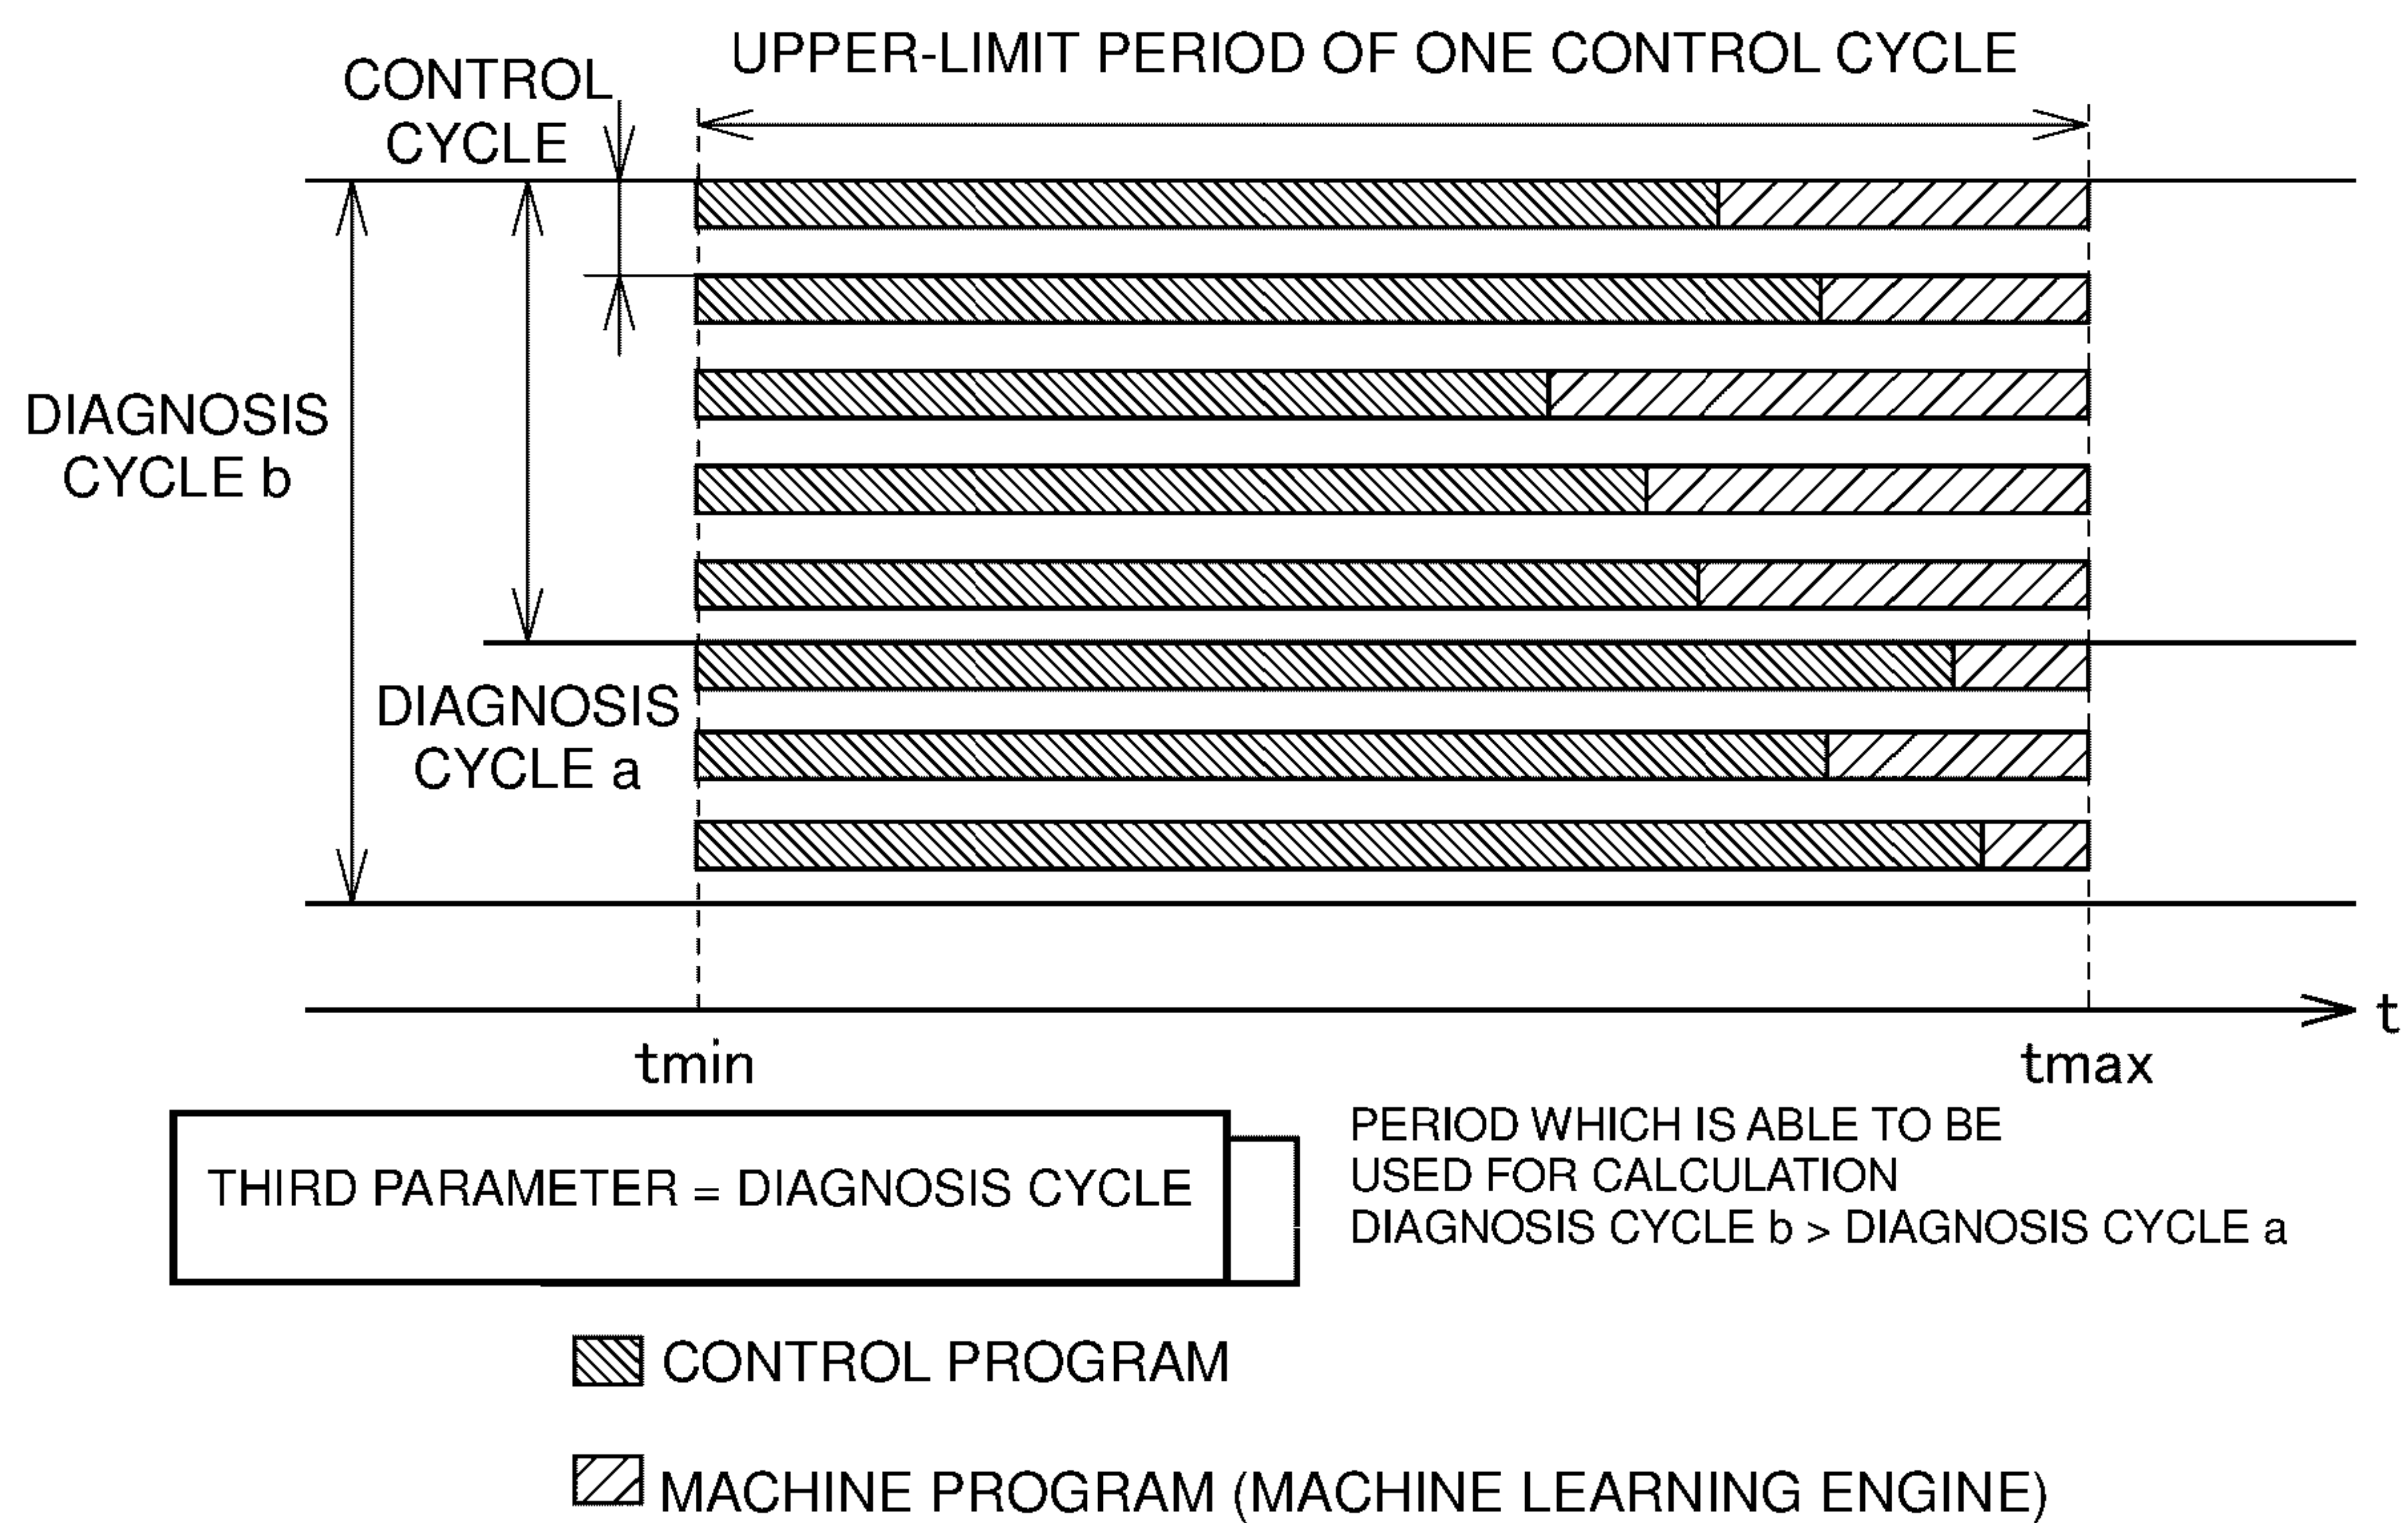 UPPER-LIMIT PERIOD OF ONE CONTROL CYCLE
CONTROL
CYCLE
DIAGNOSIS
CYCLE b
DIAGNOSIS
CYCLE a
t
tmin
tmax
THIRD PARAMETER = DIAGNOSIS CYCLE
PERIOD WHICH IS ABLE TO BE
USED FOR CALCULATION
DIAGNOSIS CYCLE b > DIAGNOSIS CYCLE a
CONTROL PROGRAM
MACHINE PROGRAM (MACHINE LEARNING ENGINE)